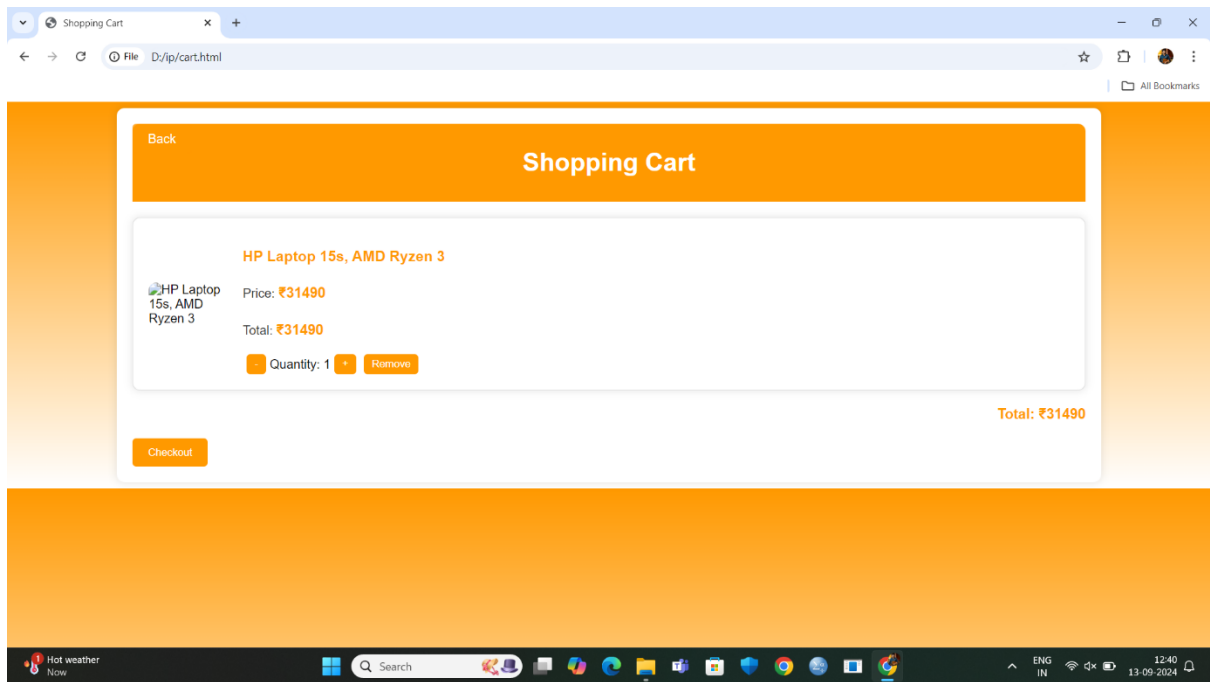 Shopping Cart
File D:/ip/cart.html
All Bookmarks
Back
Shopping Cart
HP Laptop 15s, AMD Ryzen 3
HP Laptop
15s, AMD
Ryzen 3
Price: ₹31490
Total: ₹31490
- Quantity: 1 + Remove
Total: ₹31490
Checkout
1
Hot weather
Now
Search
ENG
IN
12:40
13-09-2024